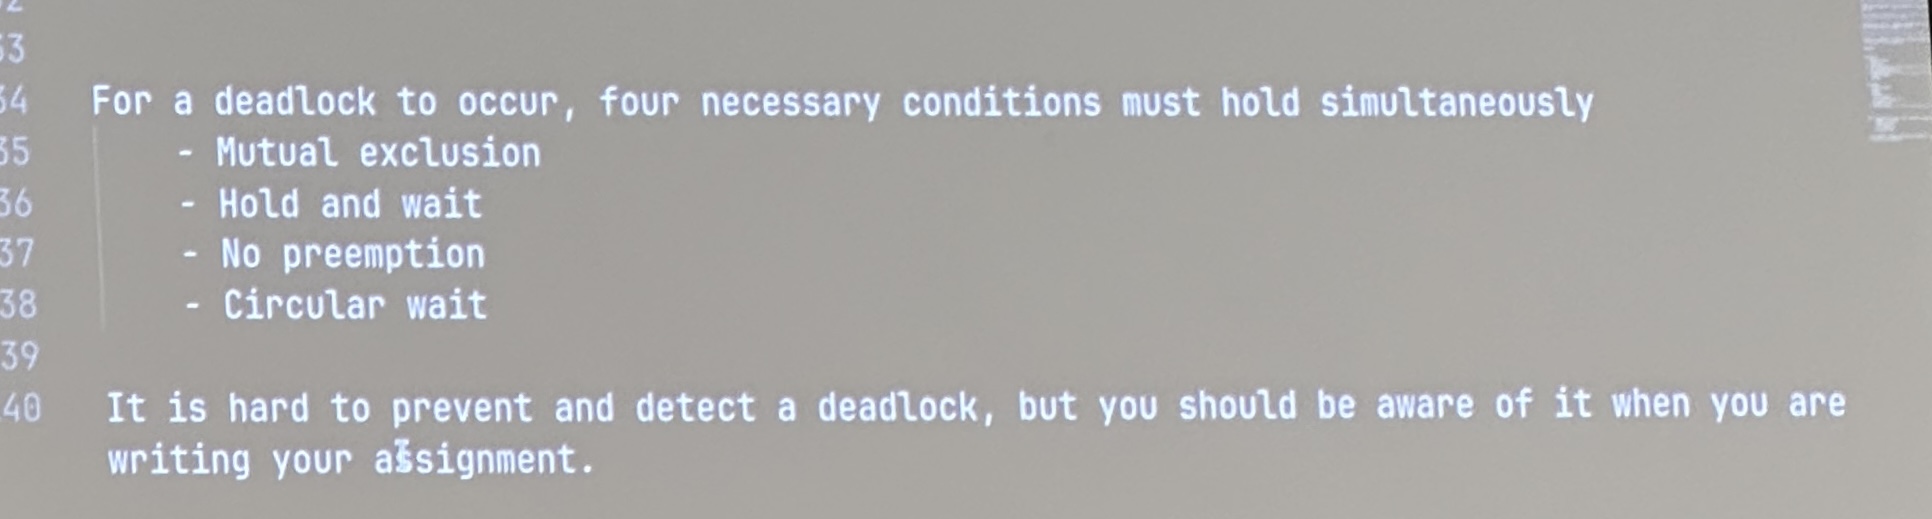 33
34 For a deadlock to occur, four necessary conditions must hold simultaneously
35 - Mutual exclusion
36 - Hold and wait
37 - No preemption
38 - Circular wait
39
40 It is hard to prevent and detect a deadlock, but you should be aware of it when you are
writing your assignment.